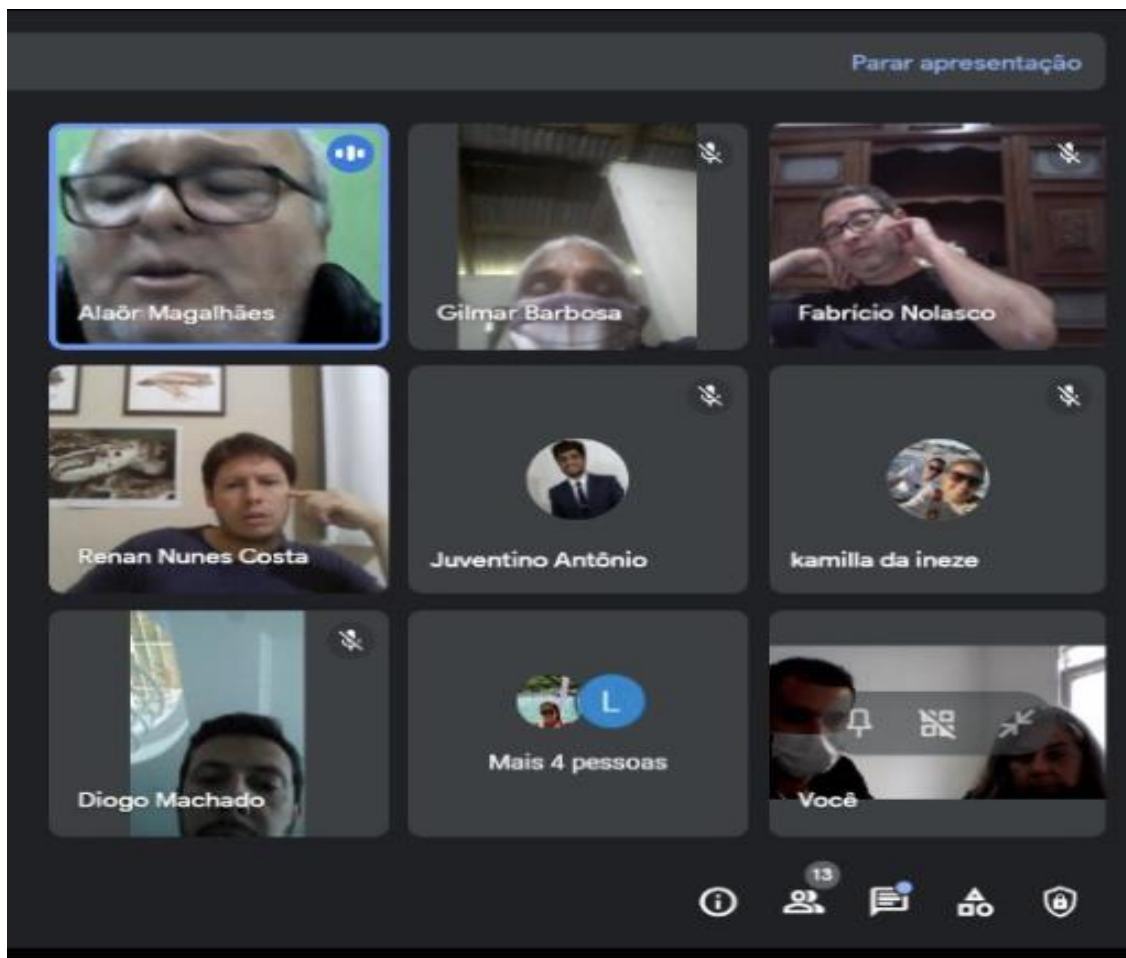 Parar apresentação
Alaôr Magalhães
Gilmar Barbosa
Fabrício Nolasco
Renan Nunes Costa
Juventino Antônio
kamilla da ineze
Diogo Machado
L
Mais 4 pessoas
Você
13